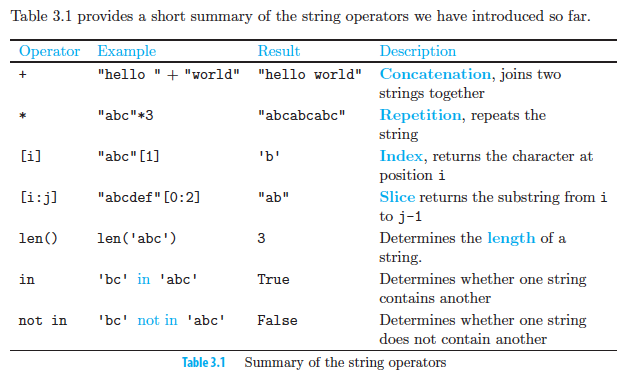 Table 3.1 provides a short summary of the string operators we have introduced so far.
Operator Example Result Description
+ "hello " + "world" "hello world" Concatenation, joins two
strings together
* "abc"*3 "abcabcabc" Repetition, repeats the
string
[i] "abc"[1] 'b' Index, returns the character at
position i
[i:j] "abcdef"[0:2] "ab" Slice returns the substring from i
to j-1
len() len('abc') 3 Determines the length of a
string.
in 'bc' in 'abc' True Determines whether one string
contains another
not in 'bc' not in 'abc' False Determines whether one string
does not contain another
Table 3.1 Summary of the string operators